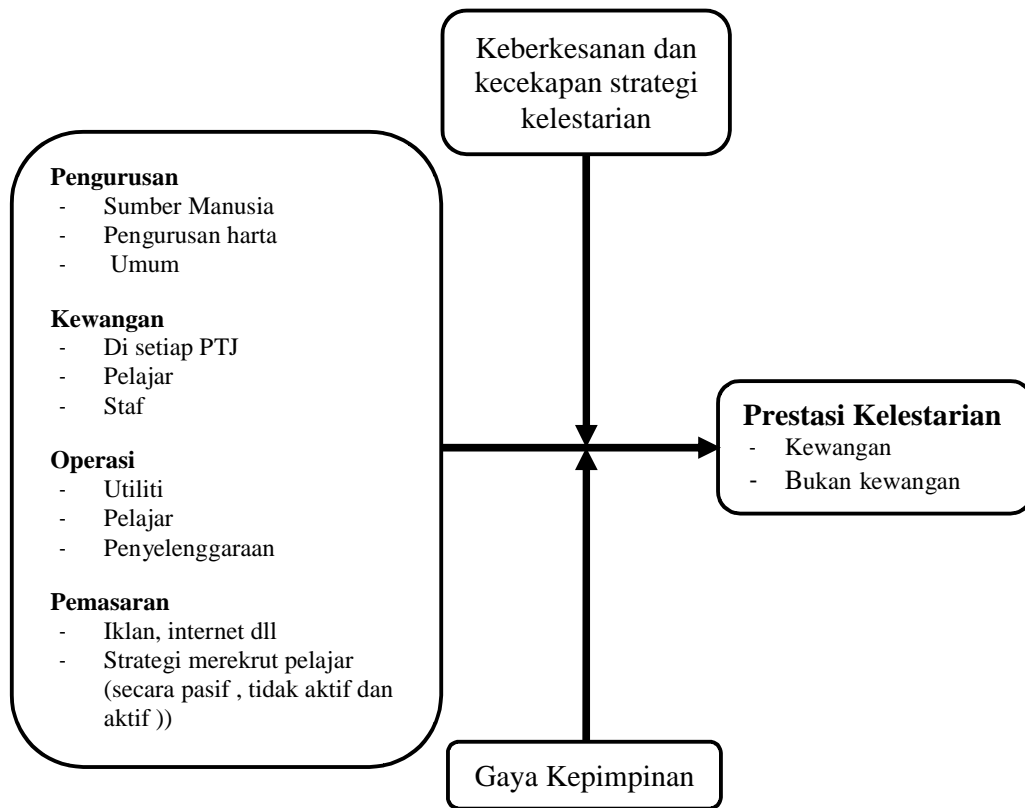 Keberkesanan dan
kecekapan strategi
kelestarian
Pengurusan
- Sumber Manusia
- Pengurusan harta
- Umum
Kewangan
- Di setiap PTJ
- Pelajar
- Staf
Operasi
- Utiliti
- Pelajar
- Penyelenggaraan
Pemasaran
- Iklan, internet dll
- Strategi merekrut pelajar
(secara pasif , tidak aktif dan
aktif ))
Prestasi Kelestarian
- Kewangan
- Bukan kewangan
Gaya Kepimpinan